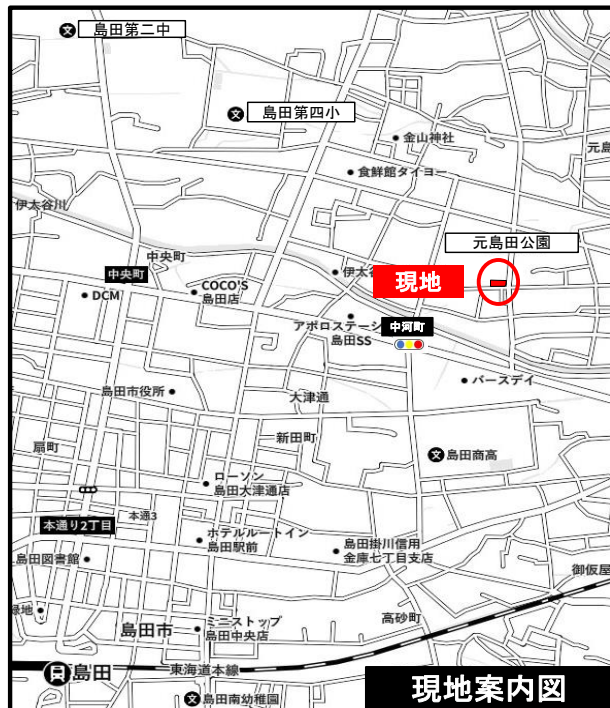 島田第二中
島田第四小
金山神社
元島
食鮮館タイヨー
伊太谷川
元島田公園
中央町
中央町
伊太谷
現地
COCO'S
島田店
DCM
アポロステーシ
島田SS
中河町
バースデイ
島田市役所
大津通
新田町
扇町
島田商高
ローソン
島田大津通店
本通3
本通り2丁目
ホテルルートイン
島田駅前
島田図書館
島田掛川信用
金庫七丁目支店
御仮屋
緑地
高砂町
島田市
ミニストップ
島田中央店
島田
東海道本線
現地案内図
島田南幼稚園